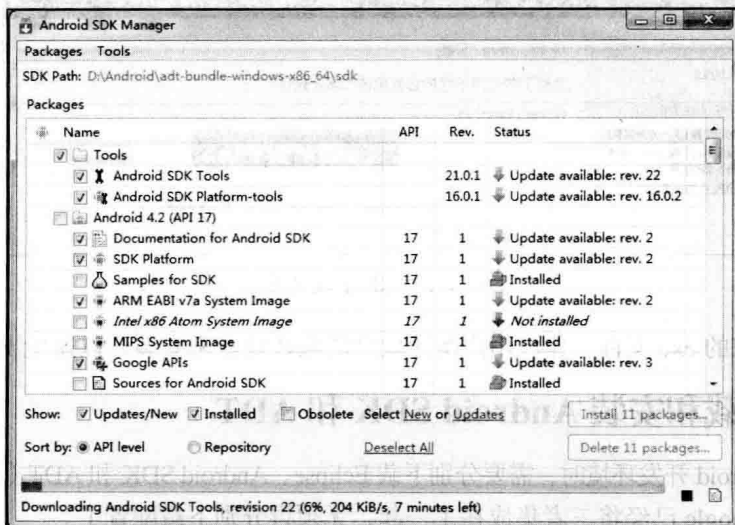 Android SDK Manager
Packages Tools
SDK Path: D:\Android\adt-bundle-windows-x86_64\sdk
Packages
Name API Rev. Status
Tools
Android SDK Tools 21.0.1 Update available: rev. 22
Android SDK Platform-tools 16.0.1 Update available: rev. 16.0.2
Android 4.2 (API 17)
Documentation for Android SDK 17 1 Update available: rev. 2
SDK Platform 17 1 Update available: rev. 2
Samples for SDK 17 1 Installed
ARM EABI v7a System Image 17 1 Update available: rev. 2
Intel x86 Atom System Image 17 1 Not installed
MIPS System Image 17 1 Installed
Google APIs 17 1 Update available: rev. 3
Sources for Android SDK 17 1 Installed
Show: Updates/New Installed Obsolete Select New or Updates Install 11 packages...
Sort by: API level Repository Deselect All Delete 11 packages...
Downloading Android SDK Tools, revision 22 (6%, 204 KiB/s, 7 minutes left)